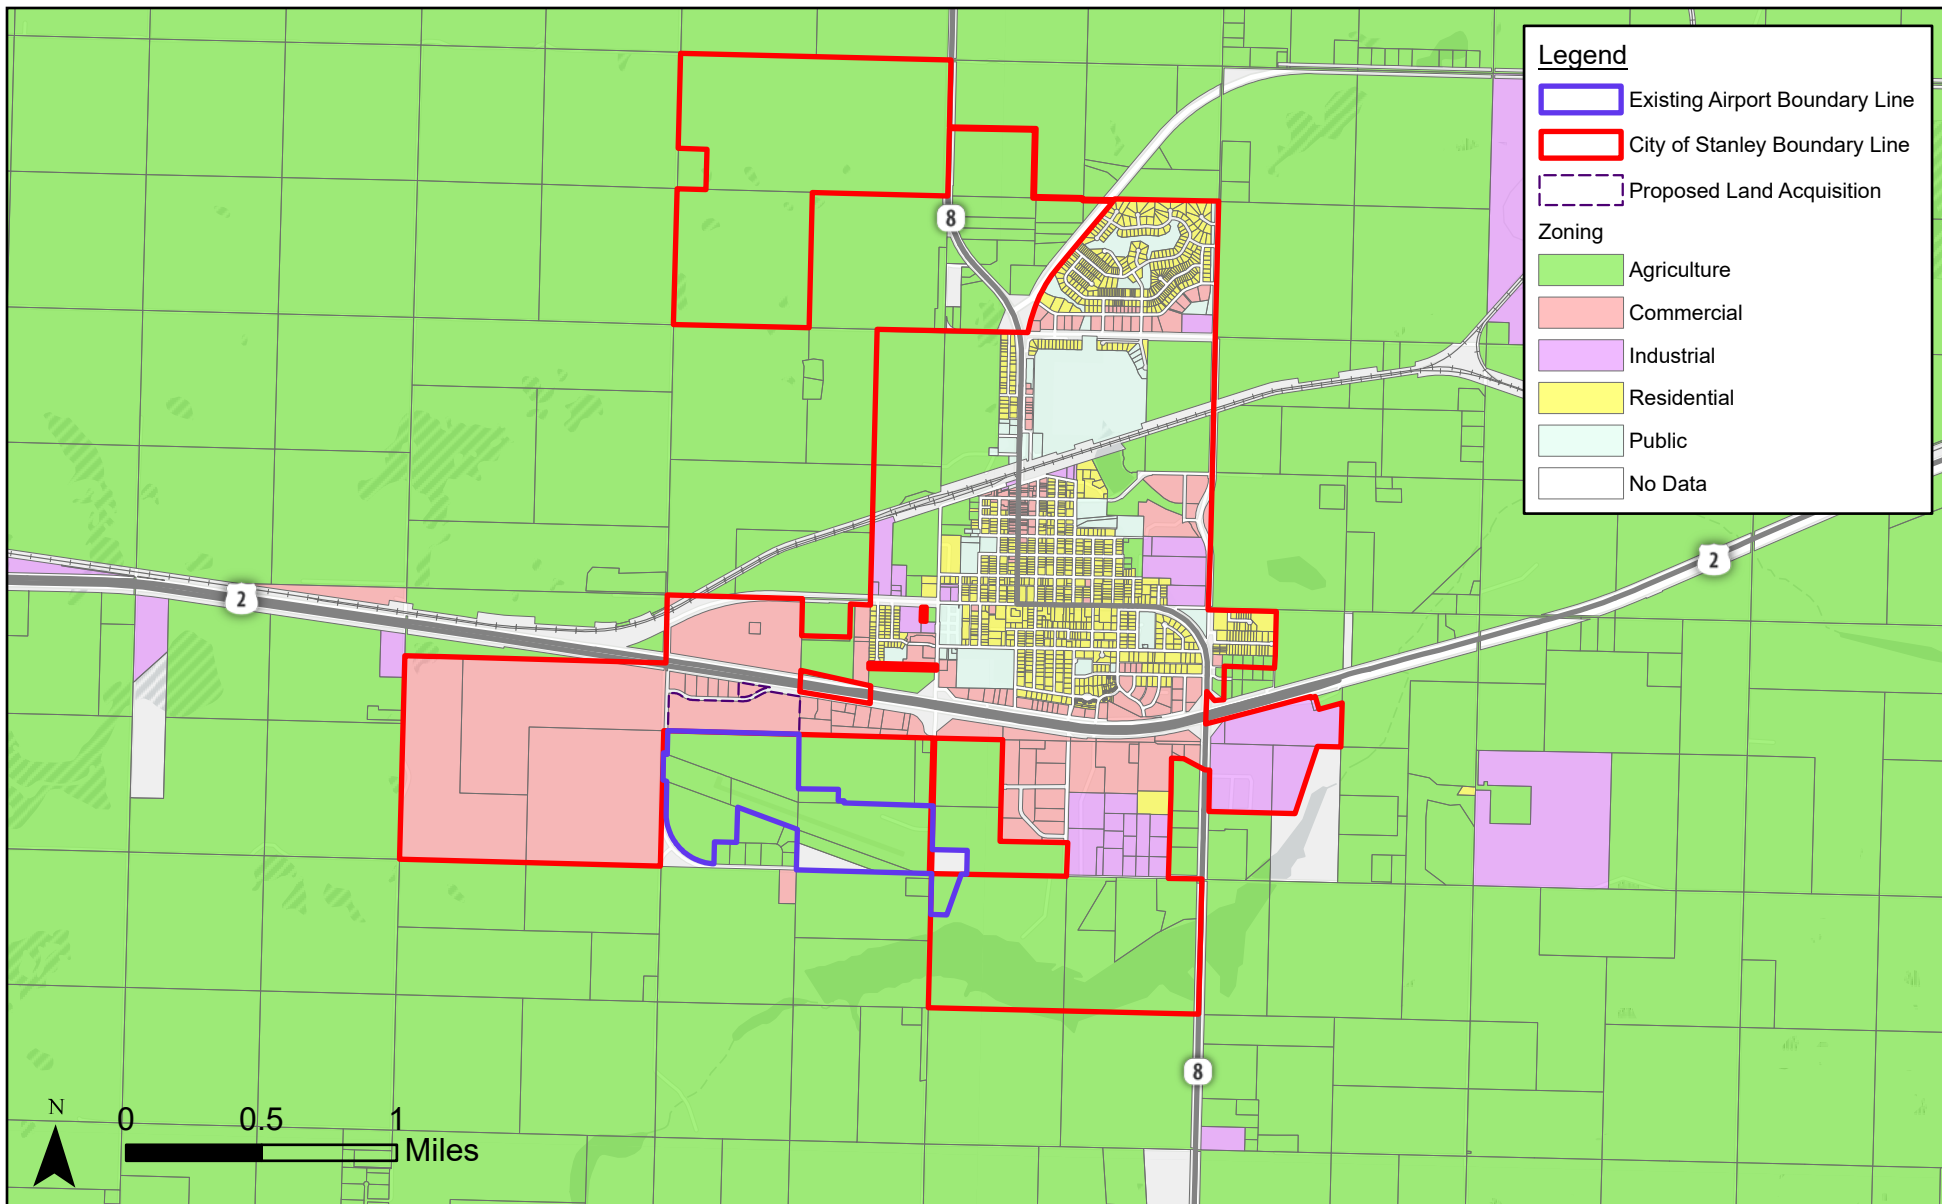 Legend
Existing Airport Boundary Line
City of Stanley Boundary Line
Proposed Land Acquisition
Zoning
Agriculture
Commercial
Industrial
Residential
Public
No Data
8
2
2
8
N
0 0.5 1
Miles